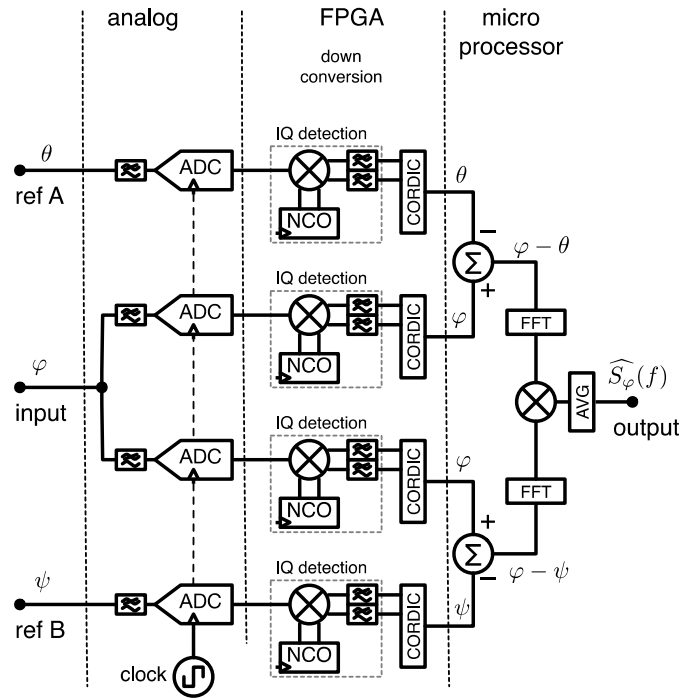 analog
FPGA
micro
processor
down
conversion
IQ detection
θ
ADC
CORDIC
θ
ref A
NCO
−
Σ
φ − θ
+
IQ detection
ADC
CORDIC
φ
FFT
NCO
φ
input
AVG
Ŝφ(f)
output
IQ detection
ADC
CORDIC
φ
FFT
NCO
+
Σ
−
φ − ψ
IQ detection
ψ
ADC
CORDIC
ψ
ref B
NCO
clock